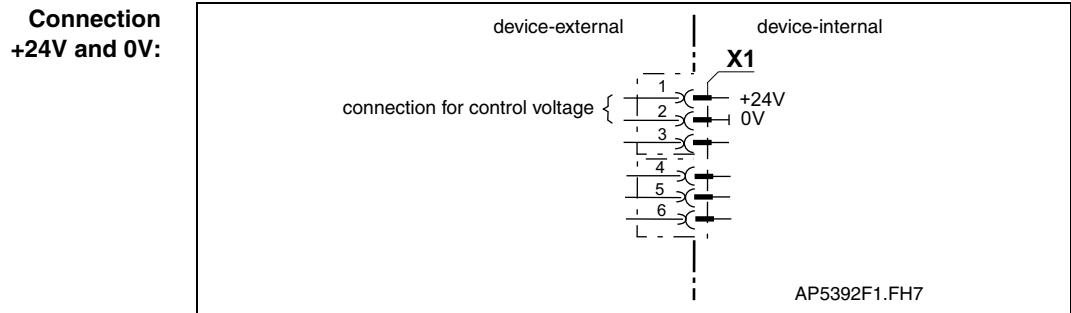 Connection
+24V and 0V:
device-external
device-internal
X1
1
connection for control voltage
+24V
2
0V
3
4
5
6
AP5392F1.FH7